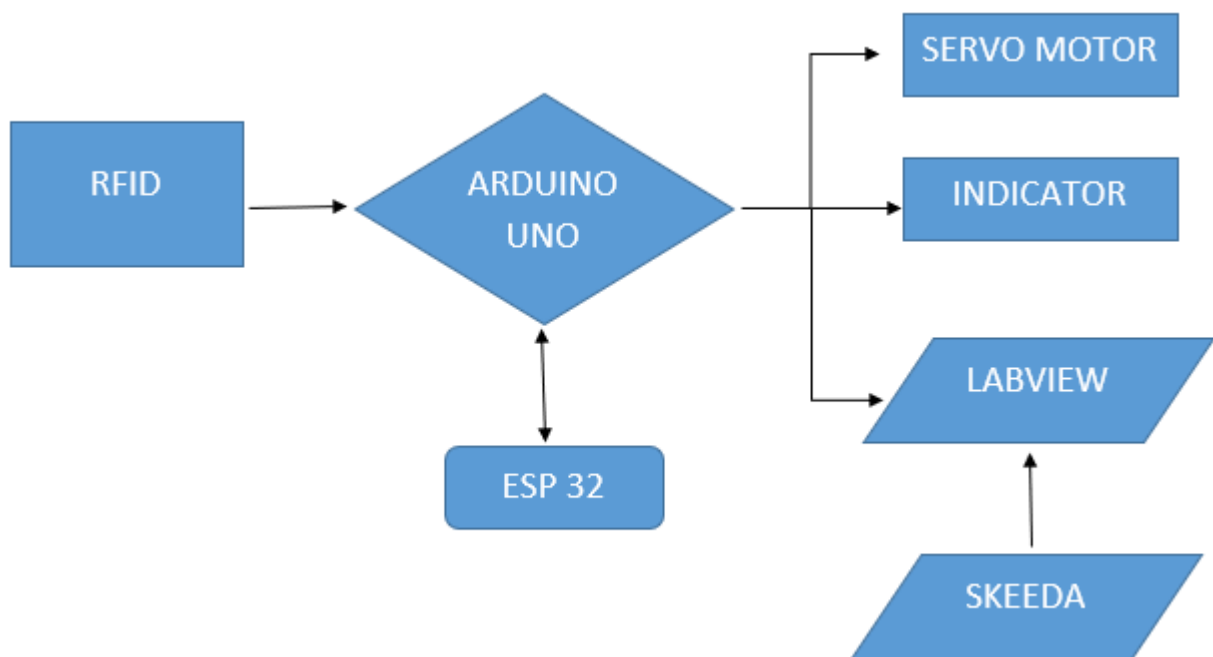 SERVO MOTOR
RFID
ARDUINO
UNO
INDICATOR
LABVIEW
ESP 32
SKEEDA